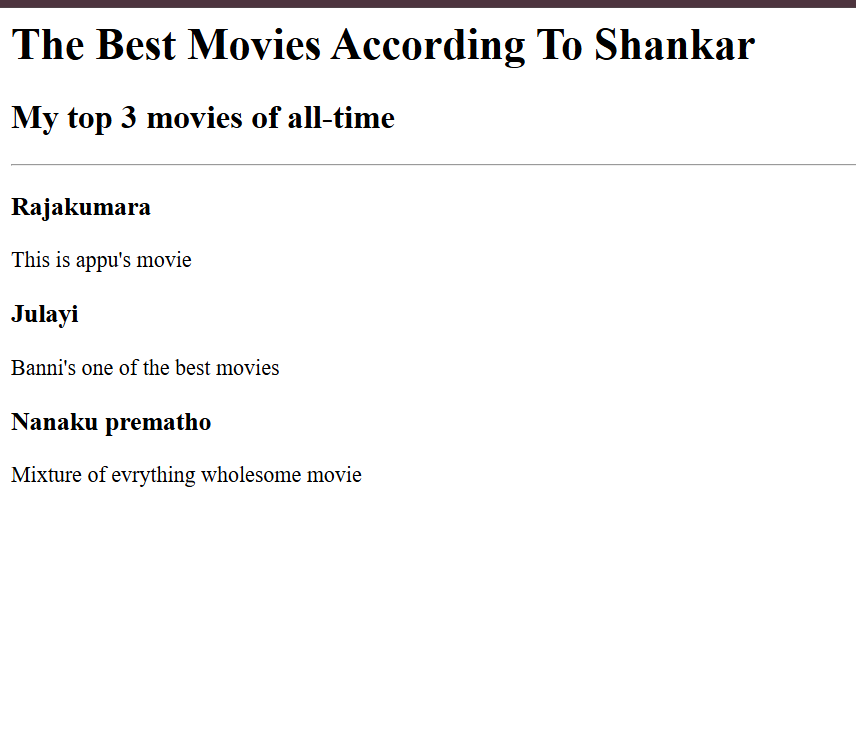 The Best Movies According To Shankar
My top 3 movies of all-time
Rajakumara
This is appu's movie
Julayi
Banni's one of the best movies
Nanaku prematho
Mixture of evrything wholesome movie